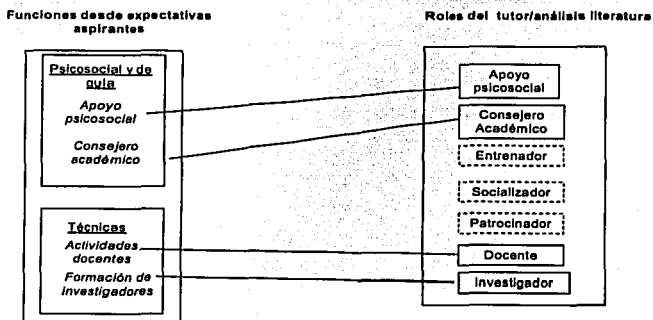 Funciones desde expectativas
aspirantes
Psicosocial y de
guía
Apoyo
psicosocial
Consejero
académico
Técnicas
Actividades
docentes
Formación de
investigadores
Roles del tutor/análisis literatura
Apoyo
psicosocial
Consejero
Académico
Entrenador
Socializador
Patrocinador
Docente
Investigador